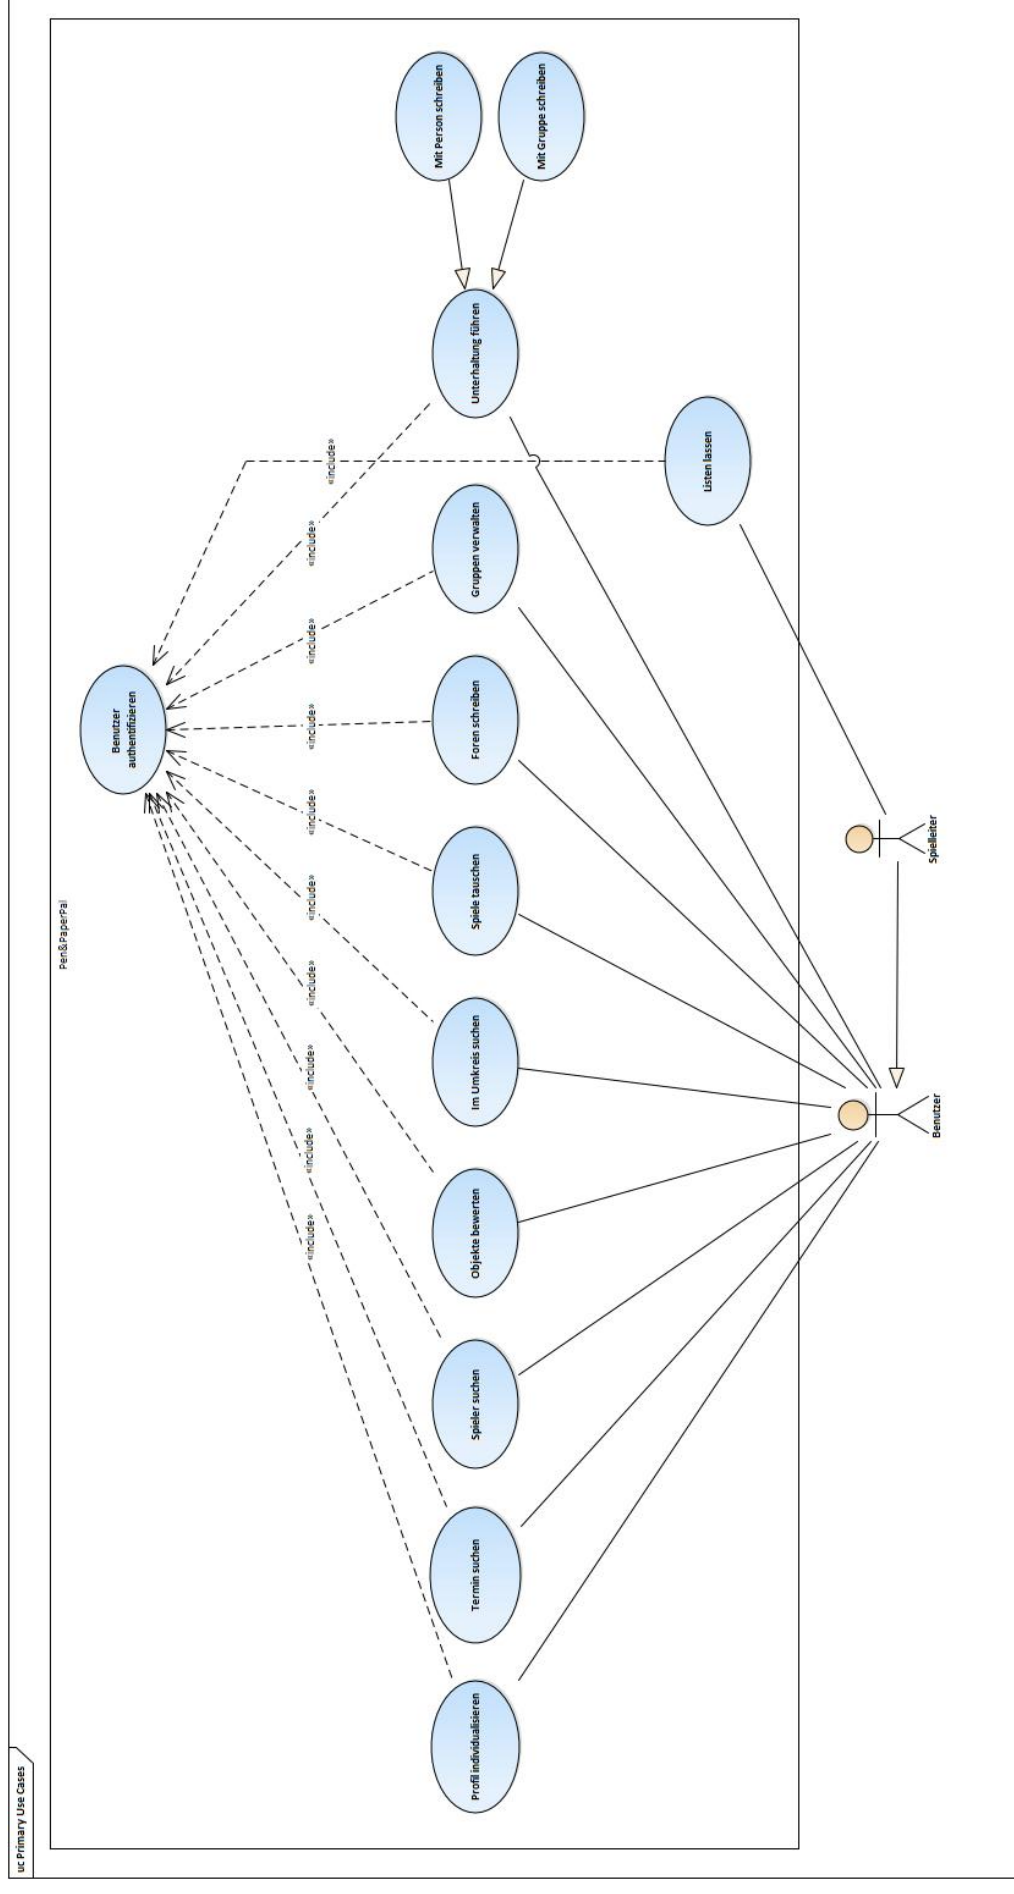 uc Primary Use Cases
Pen&PaperPal
Benutzer
authentifizieren
«include»
«include»
«include»
«include»
«include»
«include»
«include»
«include»
«include»
«include»
Profil individualisieren
Termin suchen
Spieler suchen
Objekte bewerten
Im Umkreis suchen
Spiele tauschen
Foren schreiben
Gruppen verwalten
Unterhaltung führen
Mit Person schreiben
Mit Gruppe schreiben
Listen lassen
Benutzer
Spielleiter